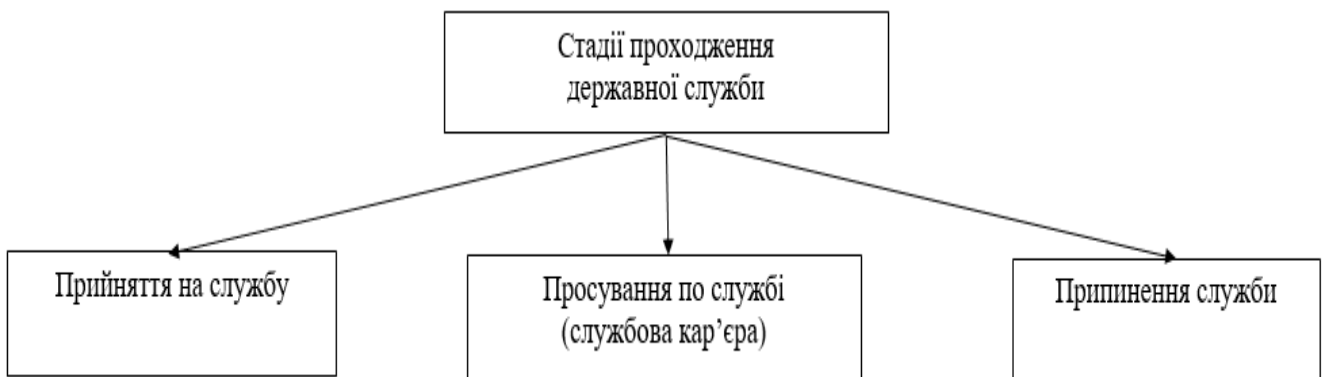 Стадії проходження
державної служби
Прийняття на службу
Просування по службі
(службова кар’єра)
Припинення служби